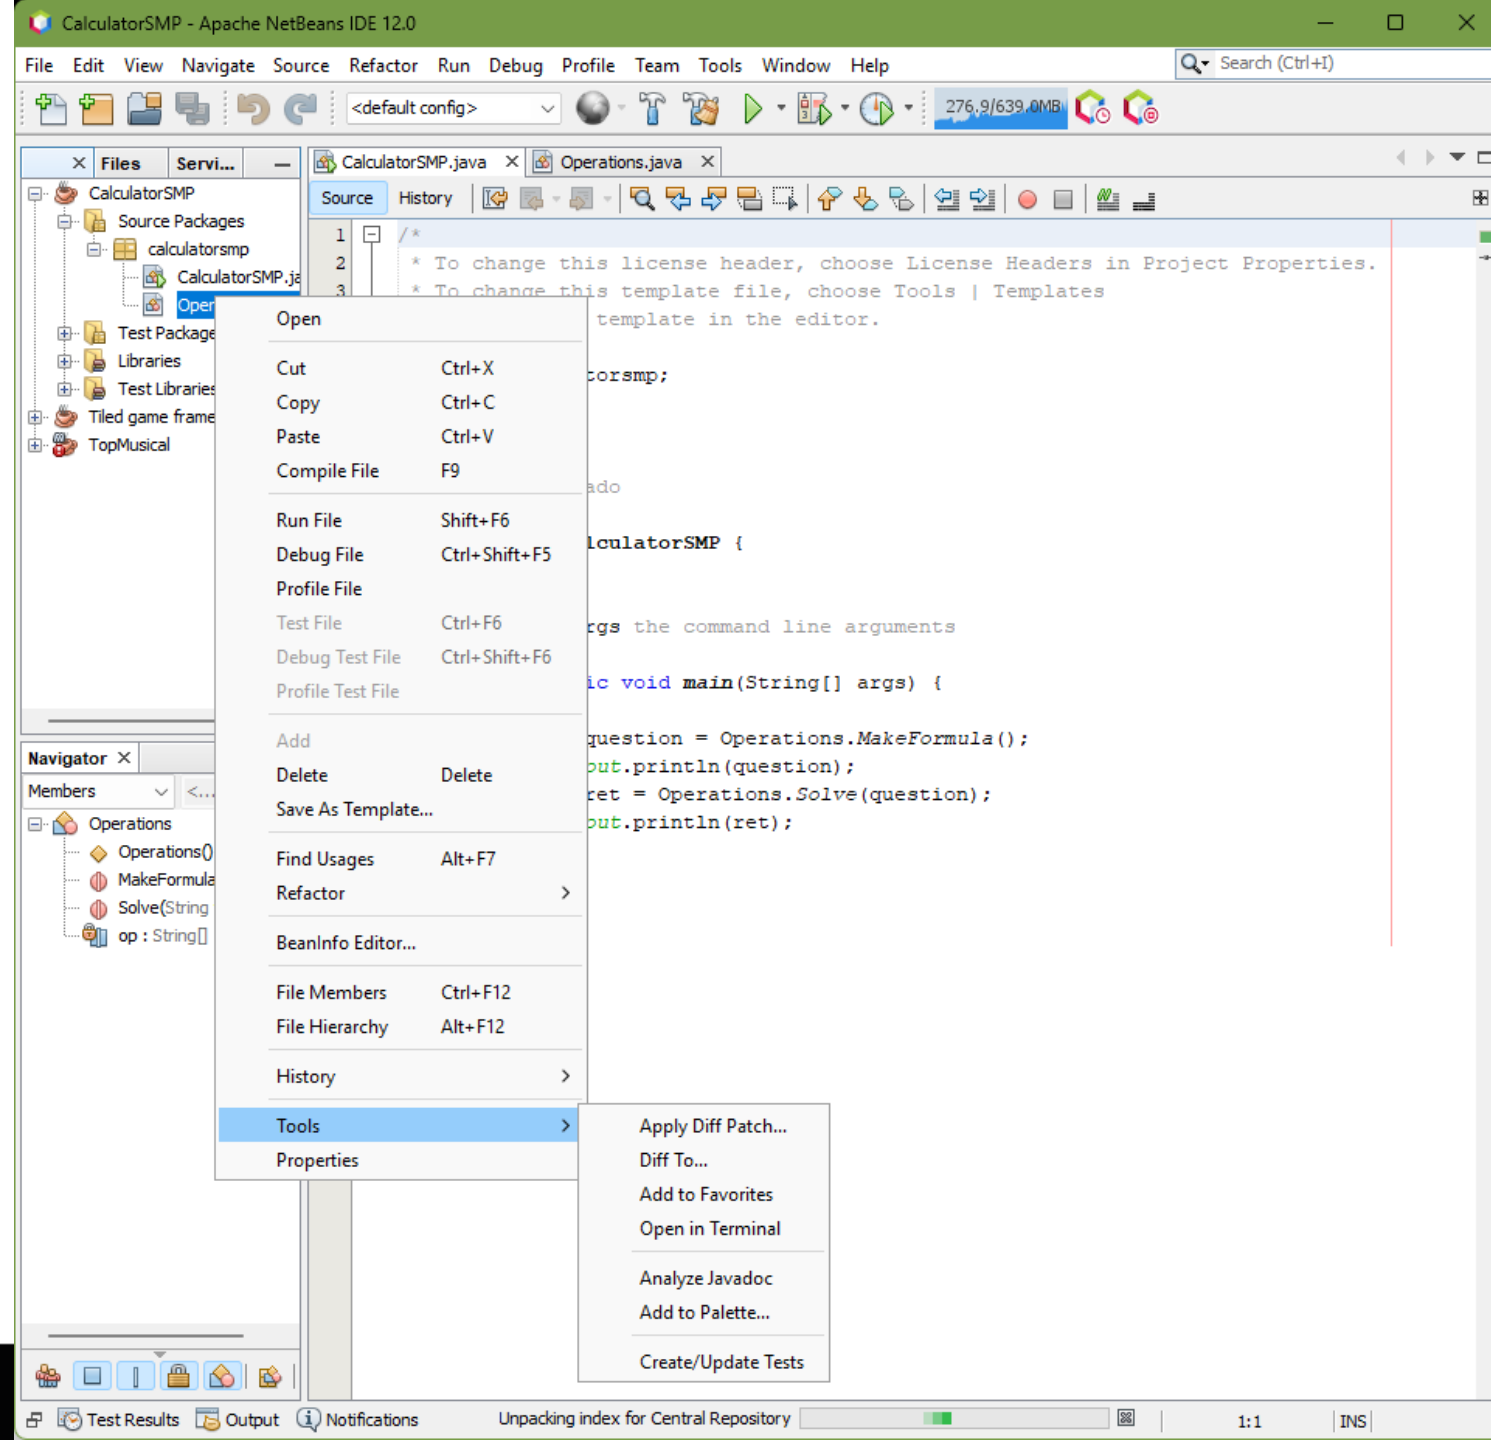 CalculatorSMP - Apache NetBeans IDE 12.0
File Edit View Navigate Source Refactor Run Debug Profile Team Tools Window Help
Search (Ctrl+I)
<default config>
276.9/639.0MB
Files Servi...
CalculatorSMP.java Operations.java
CalculatorSMP
Source Packages
calculatorsmp
CalculatorSMP.ja
Oper
Test Package
Libraries
Test Libraries
Tiled game frame
TopMusical
Source History
1 /*
2 * To change this license header, choose License Headers in Project Properties.
3 * To change this template file, choose Tools | Templates
template in the editor.
torsmp;
ado
lculatorSMP {
rgs the command line arguments
ic void main(String[] args) {
question = Operations.MakeFormula();
out.println(question);
ret = Operations.Solve(question);
out.println(ret);
Open
Cut Ctrl+X
Copy Ctrl+C
Paste Ctrl+V
Compile File F9
Run File Shift+F6
Debug File Ctrl+Shift+F5
Profile File
Test File Ctrl+F6
Debug Test File Ctrl+Shift+F6
Profile Test File
Add
Delete Delete
Save As Template...
Find Usages Alt+F7
Refactor
BeanInfo Editor...
File Members Ctrl+F12
File Hierarchy Alt+F12
History
Tools
Properties
Apply Diff Patch...
Diff To...
Add to Favorites
Open in Terminal
Analyze Javadoc
Add to Palette...
Create/Update Tests
Navigator
Members <...
Operations
Operations()
MakeFormula
Solve(String
op : String[]
Test Results Output Notifications Unpacking index for Central Repository 1:1 INS